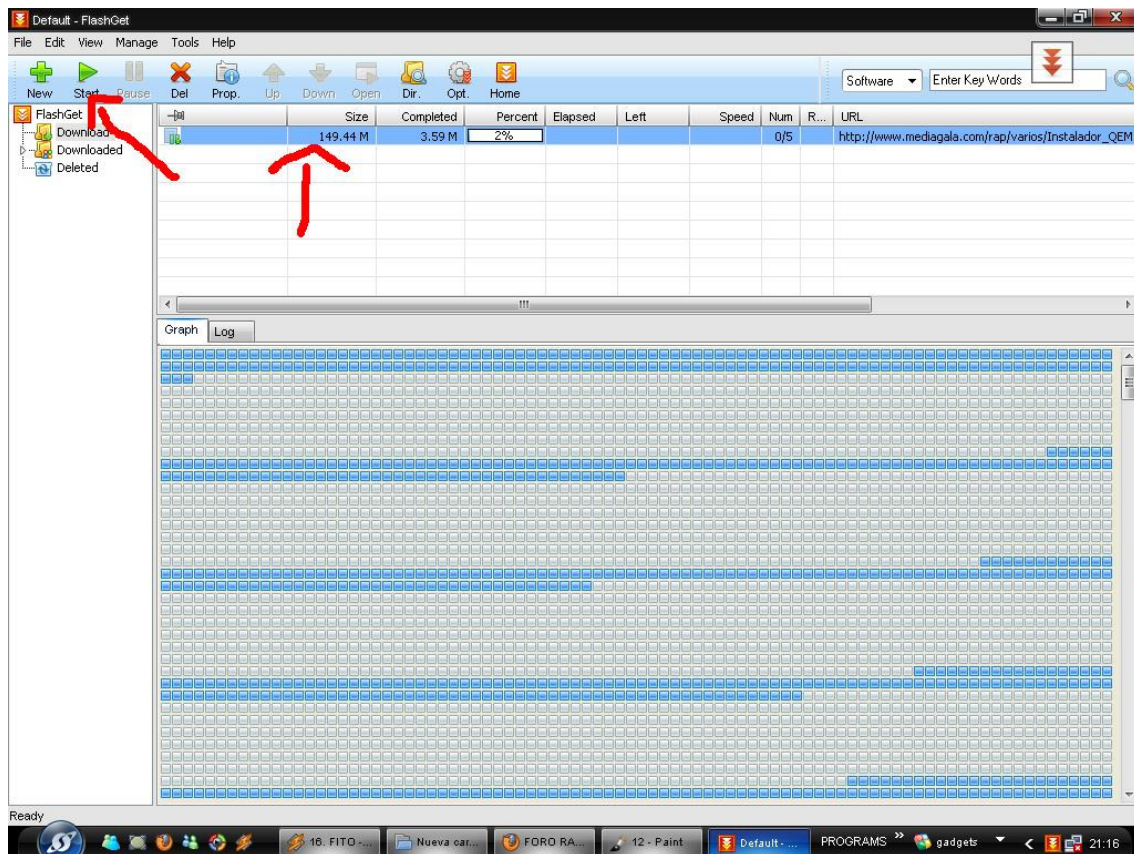 Default - FlashGet
File Edit View Manage Tools Help
New Start Pause Del Prop. Up Down Open Dir. Opt. Home
Software Enter Key Words
FlashGet
Download
Downloaded
Deleted
Size Completed Percent Elapsed Left Speed Num R... URL
149.44 M 3.59 M 2% 0/5 http://www.mediagala.com/rap/varios/Instalador_QEM
Graph Log
Ready
16. FITO -... Nueva car... FORO RA... 12 - Paint Default - ... PROGRAMS » gadgets 21:16